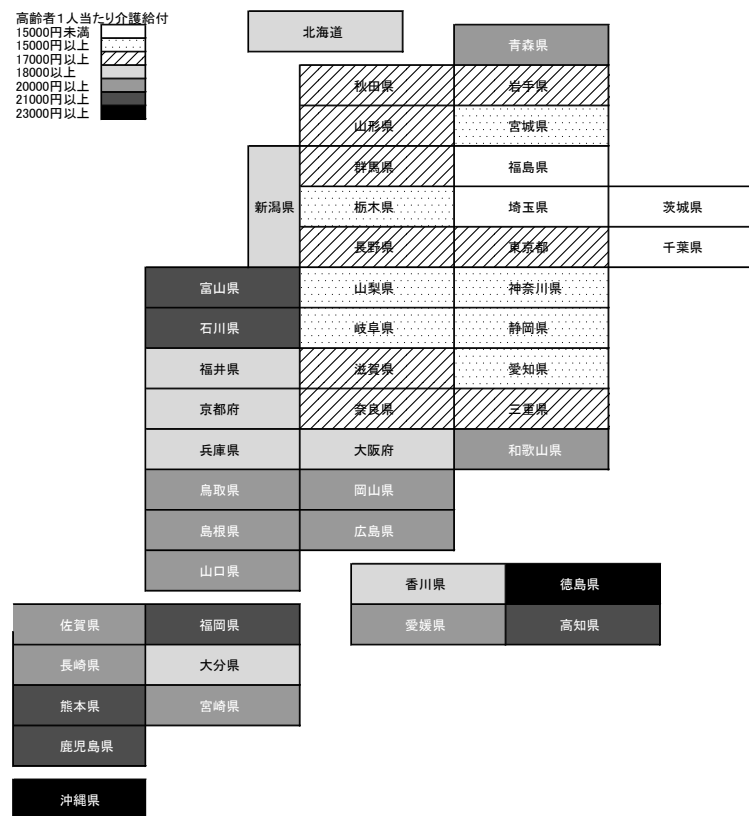 高齢者１人当たり介護給付
15000円未満
15000円以上
17000円以上
18000以上
20000円以上
21000円以上
23000円以上
北海道
青森県
秋田県 岩手県
山形県 宮城県
群馬県 福島県
新潟県 栃木県 埼玉県 茨城県
長野県 東京都 千葉県
富山県 山梨県 神奈川県
石川県 岐阜県 静岡県
福井県 滋賀県 愛知県
京都府 奈良県 三重県
兵庫県 大阪府 和歌山県
鳥取県 岡山県
島根県 広島県
山口県
香川県 徳島県
愛媛県 高知県
佐賀県 福岡県
長崎県 大分県
熊本県 宮崎県
鹿児島県
沖縄県